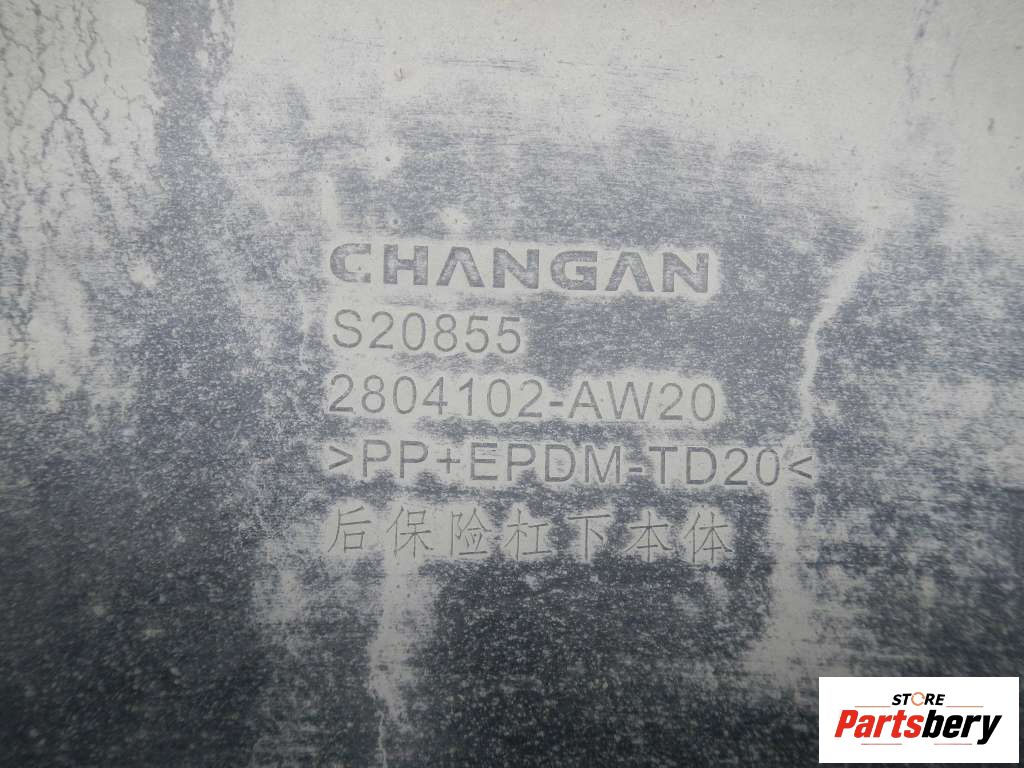 CHANGAN
S20855
2804102-AW20
>PP+EPDM-TD20<
后保险杠下本体
STORE
Partsbery